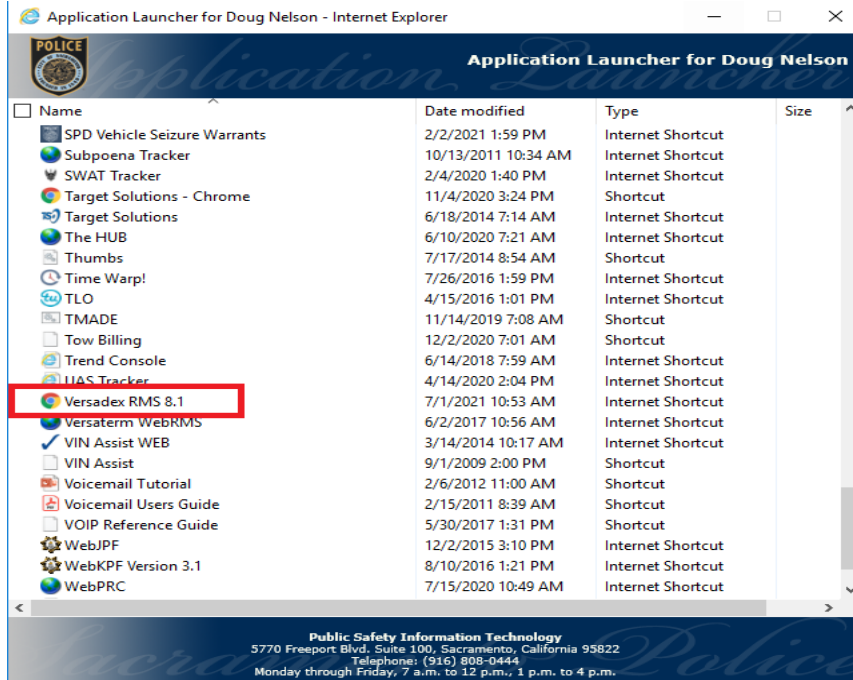 Application Launcher for Doug Nelson - Internet Explorer
POLICE
Application Launcher
Application Launcher for Doug Nelson
Name Date modified Type Size
SPD Vehicle Seizure Warrants 2/2/2021 1:59 PM Internet Shortcut
Subpoena Tracker 10/13/2011 10:34 AM Internet Shortcut
SWAT Tracker 2/4/2020 1:40 PM Internet Shortcut
Target Solutions - Chrome 11/4/2020 3:24 PM Shortcut
Target Solutions 6/18/2014 7:14 AM Internet Shortcut
The HUB 6/10/2020 7:21 AM Internet Shortcut
Thumbs 7/17/2014 8:54 AM Shortcut
Time Warp! 7/26/2016 1:59 PM Internet Shortcut
TLO 4/15/2016 1:01 PM Internet Shortcut
TMADE 11/14/2019 7:08 AM Shortcut
Tow Billing 12/2/2020 7:01 AM Shortcut
Trend Console 6/14/2018 7:59 AM Internet Shortcut
UAS Tracker 4/14/2020 2:04 PM Internet Shortcut
Versadex RMS 8.1 7/1/2021 10:53 AM Internet Shortcut
Versaterm WebRMS 6/2/2017 10:56 AM Internet Shortcut
VIN Assist WEB 3/14/2014 10:17 AM Internet Shortcut
VIN Assist 9/1/2009 2:00 PM Shortcut
Voicemail Tutorial 2/6/2012 11:00 AM Shortcut
Voicemail Users Guide 2/15/2011 8:39 AM Shortcut
VOIP Reference Guide 5/30/2017 1:31 PM Shortcut
WebJPF 12/2/2015 3:10 PM Internet Shortcut
WebKPF Version 3.1 8/10/2016 1:21 PM Internet Shortcut
WebPRC 7/15/2020 10:49 AM Internet Shortcut
Public Safety Information Technology
5770 Freeport Blvd. Suite 100, Sacramento, California 95822
Telephone: (916) 808-0444
Monday through Friday, 7 a.m. to 12 p.m., 1 p.m. to 4 p.m.